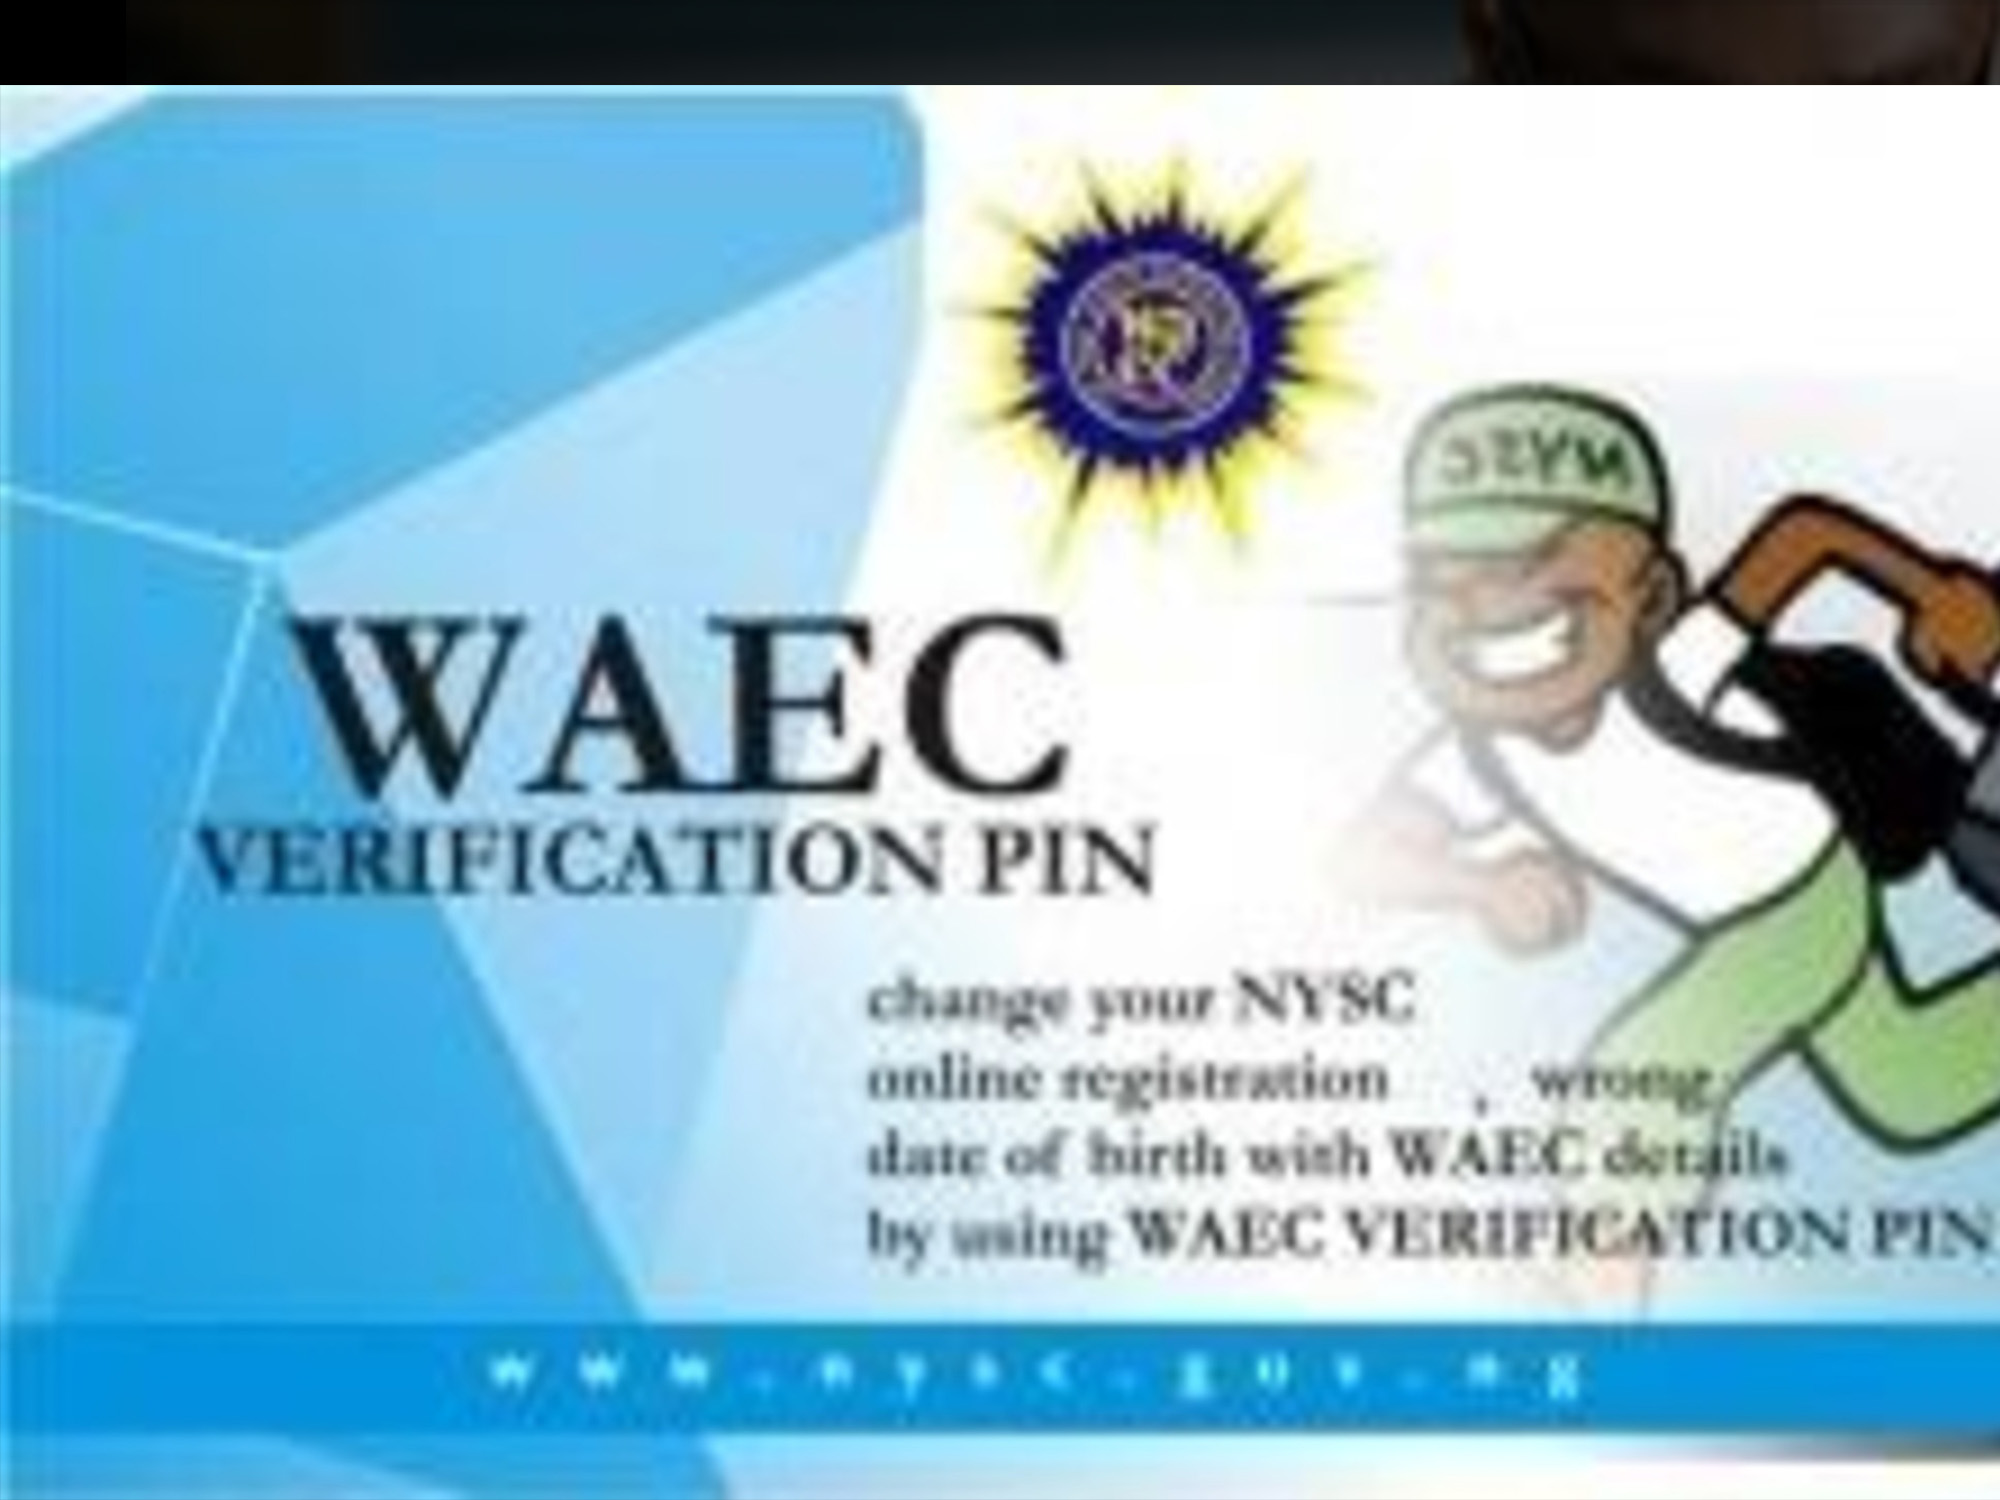 NYSC
WAEC
VERIFICATION PIN
change your NYSC
online registration , wrong
date of birth with WAEC details
by using WAEC VERIFICATION PIN
www.nysc.gov.ng